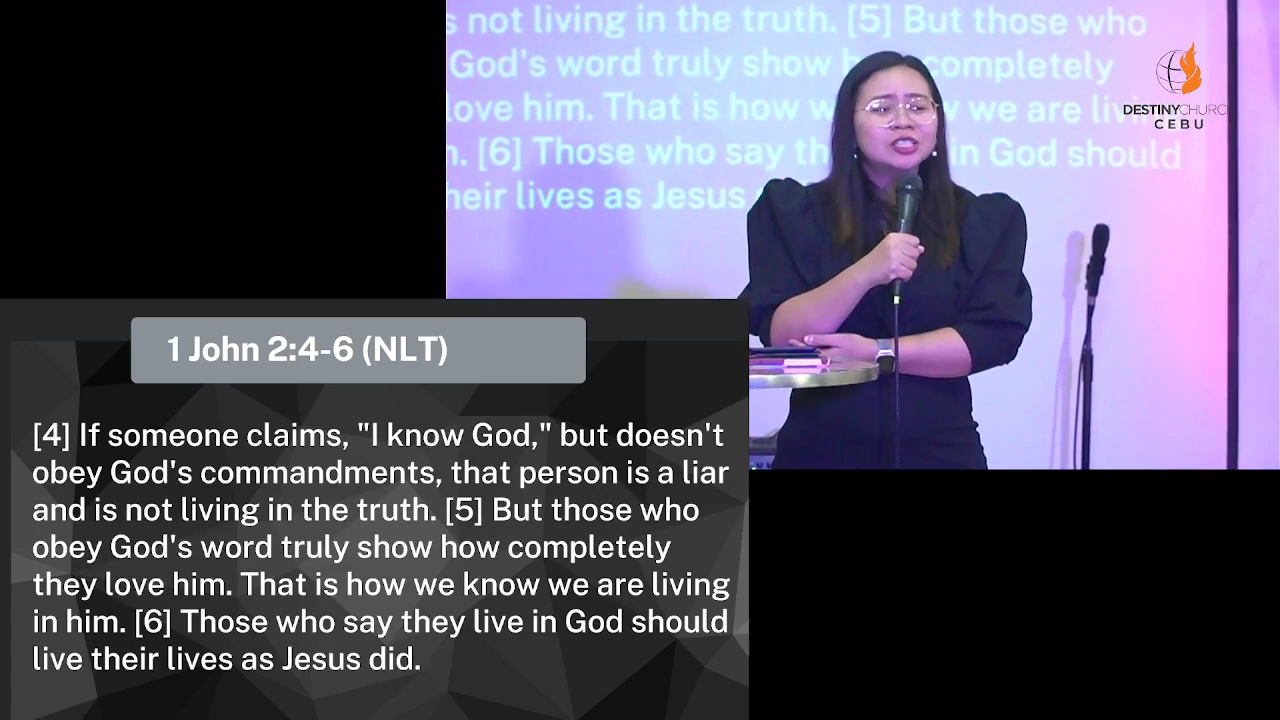 s not living in the truth. [5] But those who
God's word truly show completely
love him. That is how we are
[6] Those who say in God should
heir lives as Jesus
DESTINYCHURC
CEBU
1 John 2:4-6 (NLT)
[4] If someone claims, "I know God," but doesn't
obey God's commandments, that person is a liar
and is not living in the truth. [5] But those who
obey God's word truly show how completely
they love him. That is how we know we are living
in him. [6] Those who say they live in God should
live their lives as Jesus did.